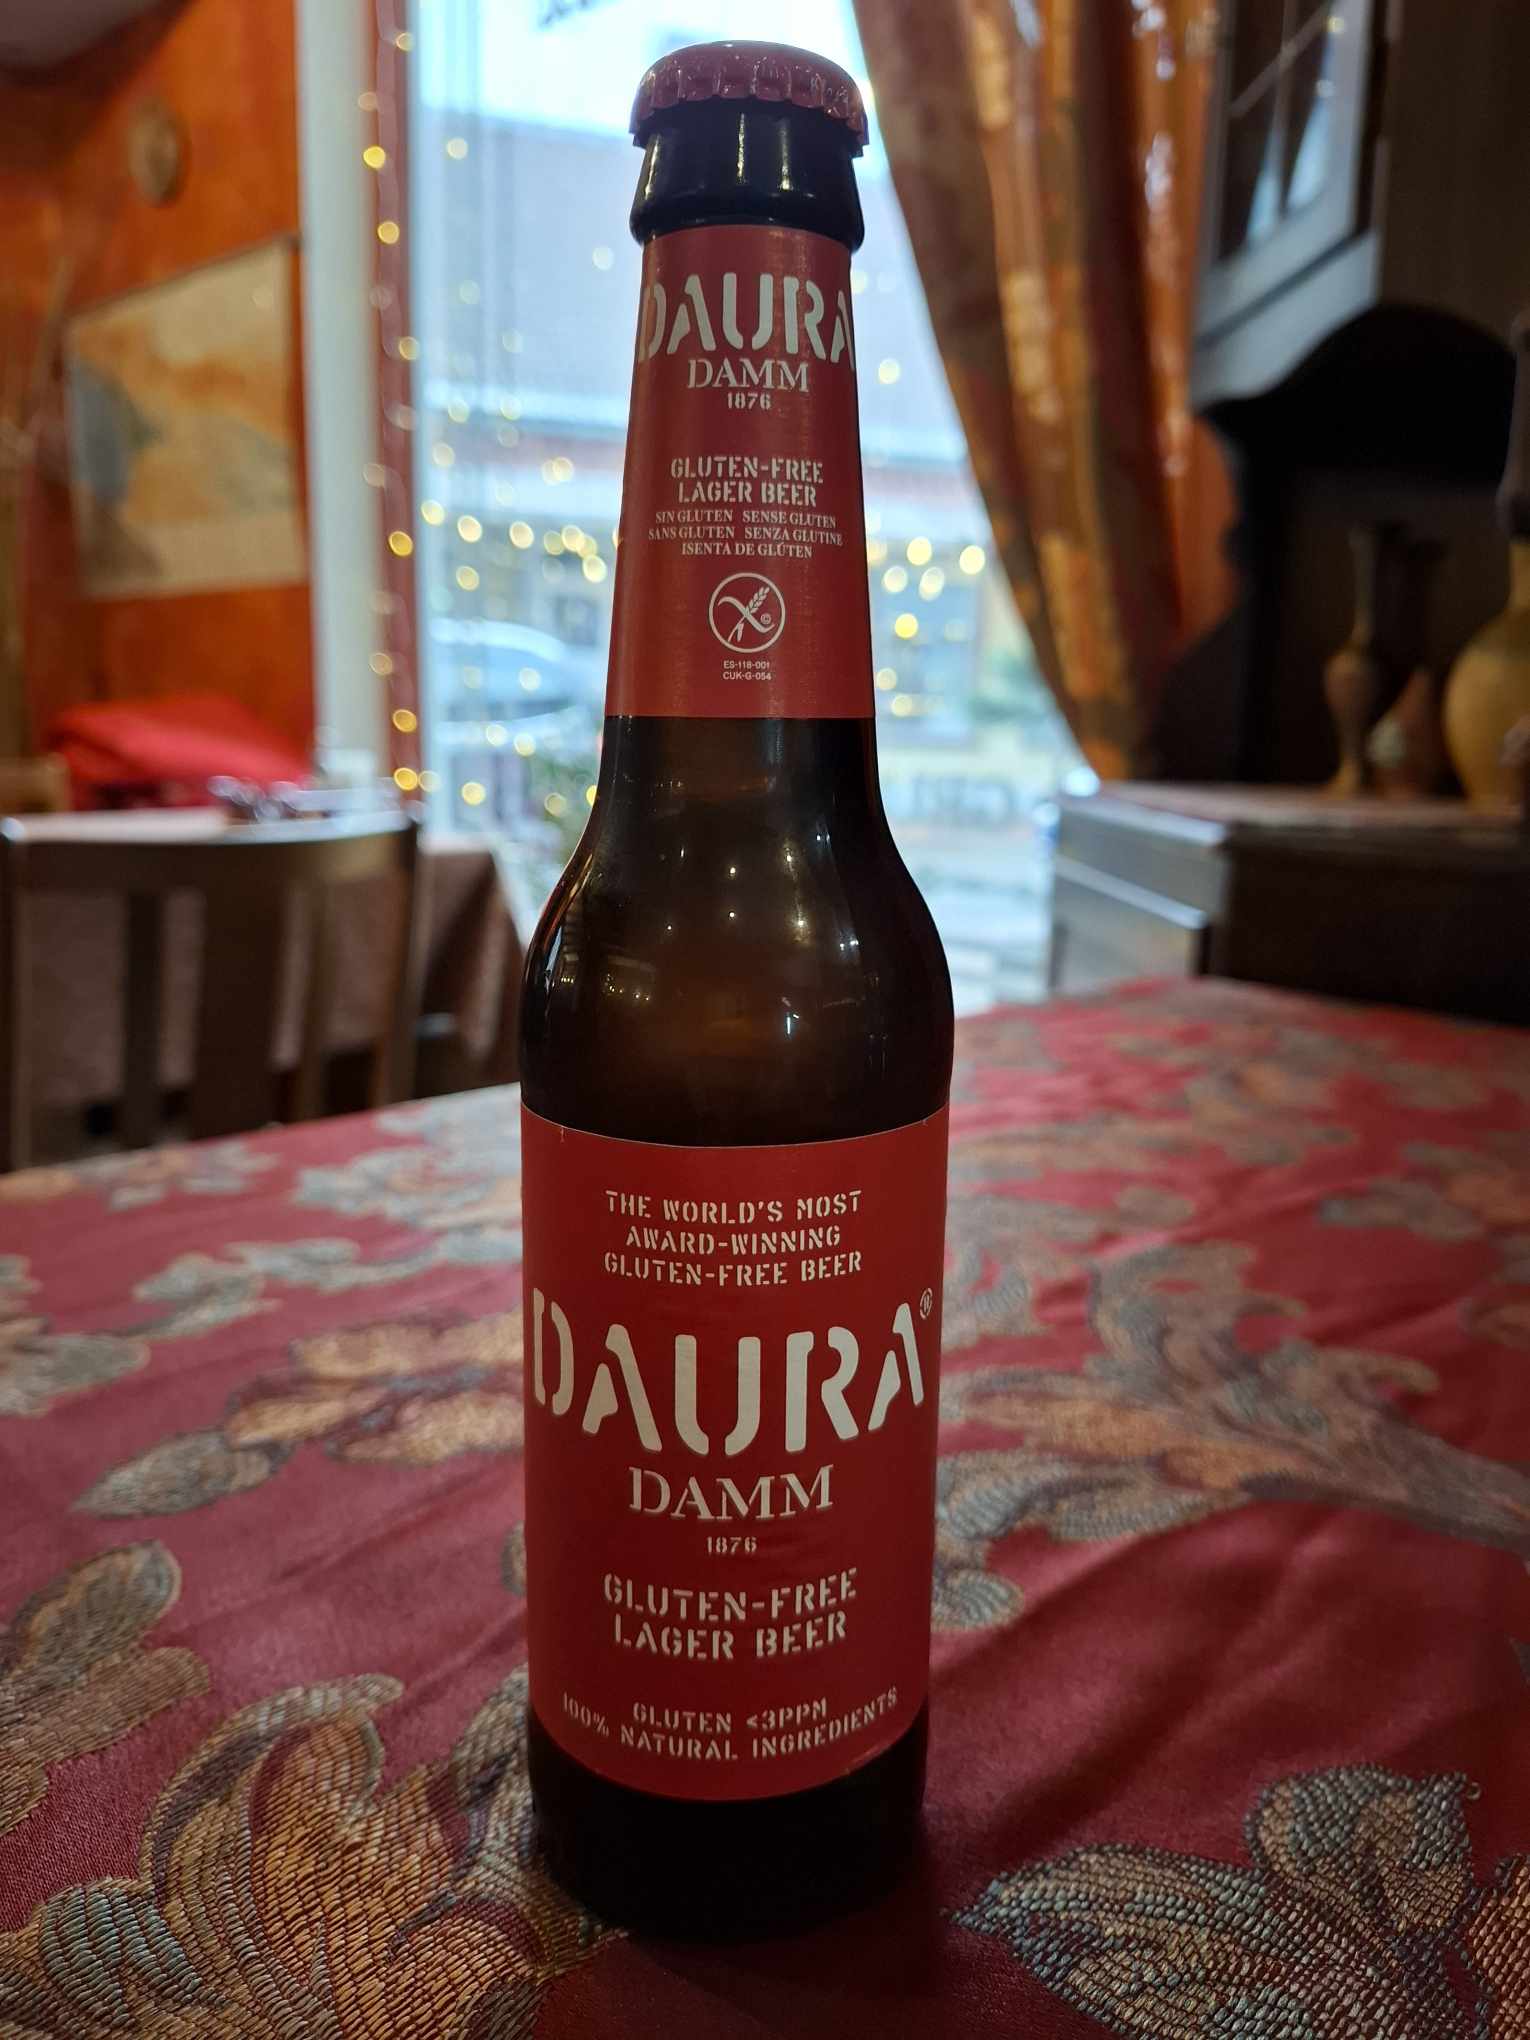 DAURA
DAMM
1876
GLUTEN-FREE
LAGER BEER
SIN GLUTEN SENSE GLUTEN
SANS GLUTEN SENZA GLUTINE
ISENTA DE GLÚTEN
©
ES-118-001
CUK-G-054
THE WORLD'S MOST
AWARD-WINNING
GLUTEN-FREE BEER
DAURA®
DAMM
1876
GLUTEN-FREE
LAGER BEER
GLUTEN <3PPM
100% NATURAL INGREDIENTS